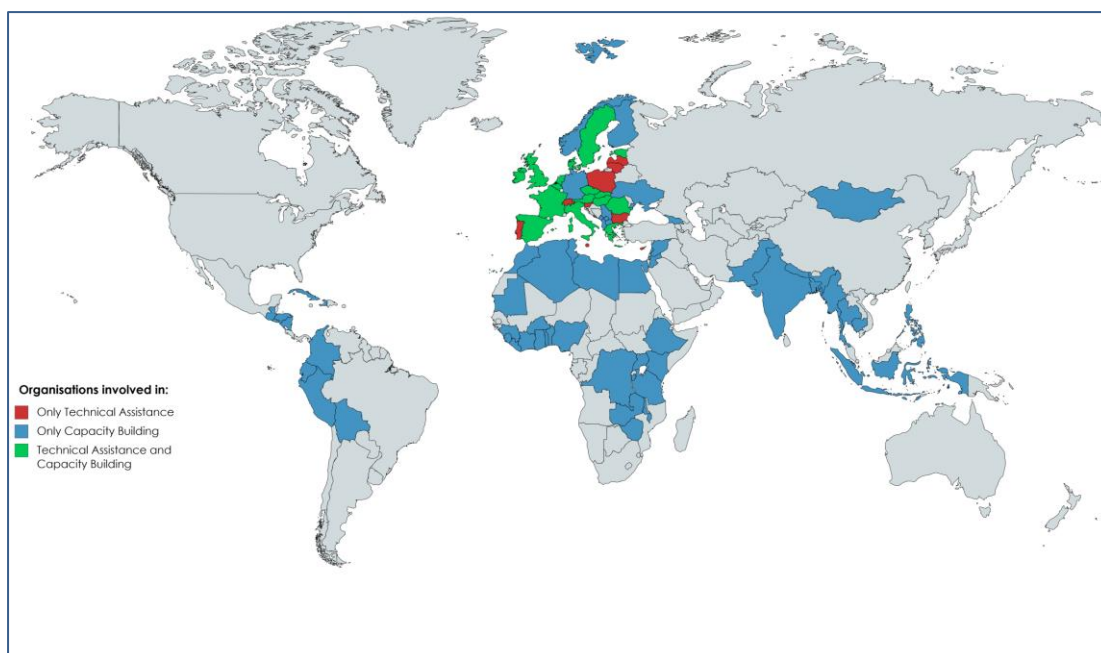 Organisations involved in:
Only Technical Assistance
Only Capacity Building
Technical Assistance and
Capacity Building